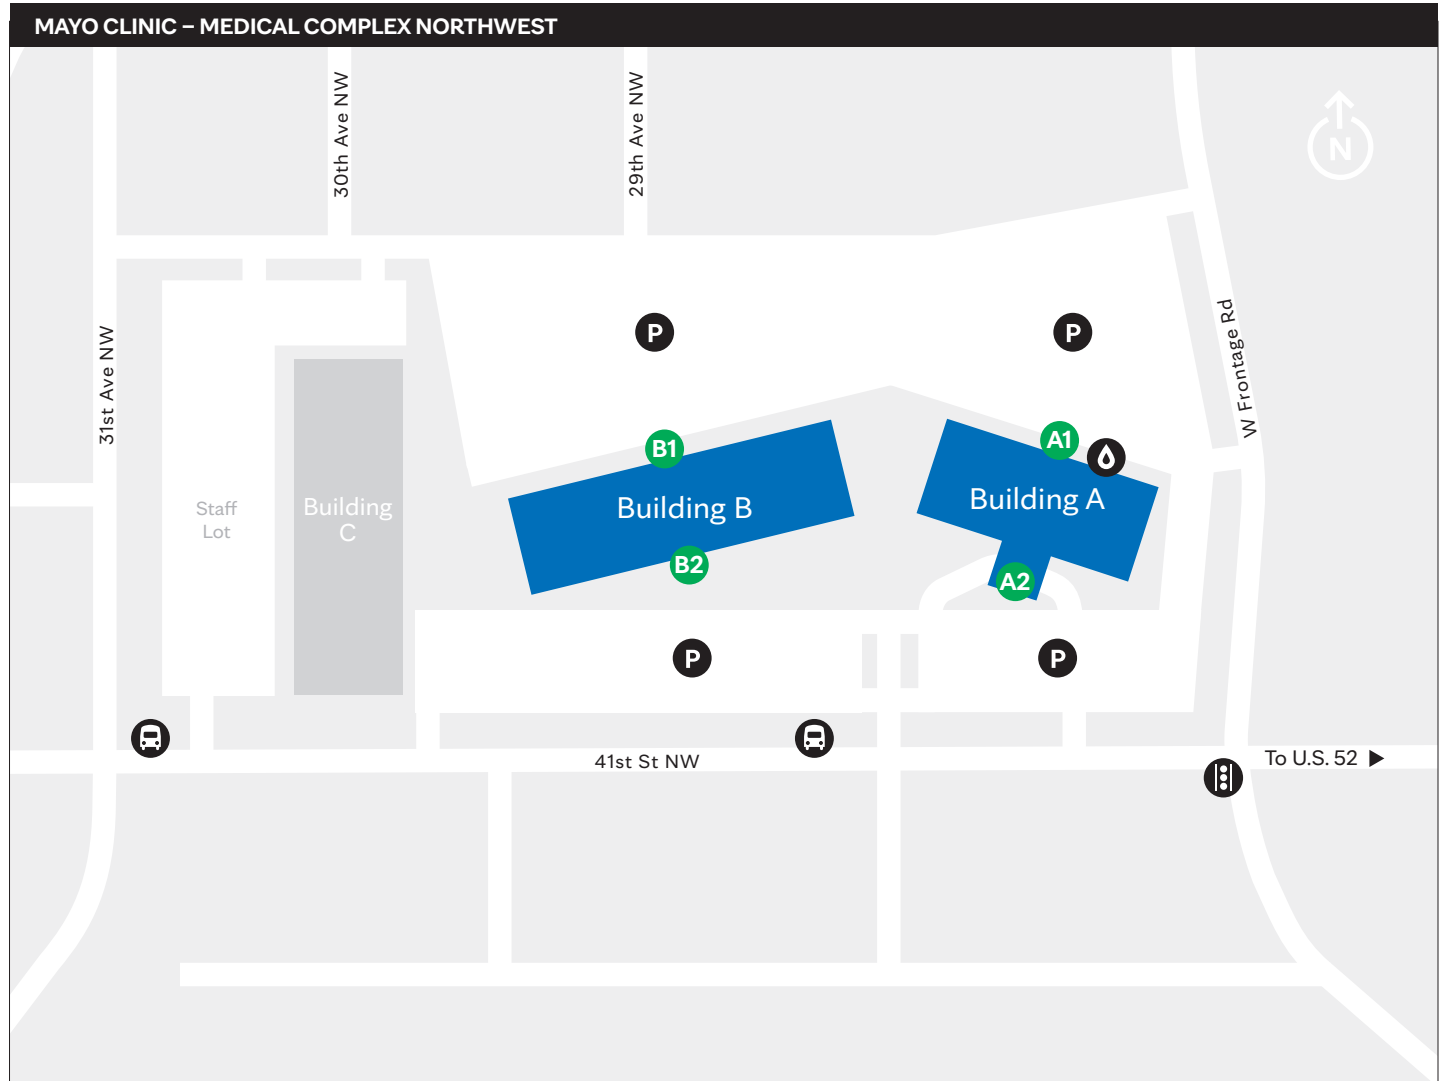 MAYO CLINIC – MEDICAL COMPLEX NORTHWEST
30th Ave NW
29th Ave NW
N
31st Ave NW
W Frontage Rd
P
P
B1
A1
Building B
Building A
Staff
Lot
Building
C
B2
A2
P
P
41st St NW
To U.S. 52